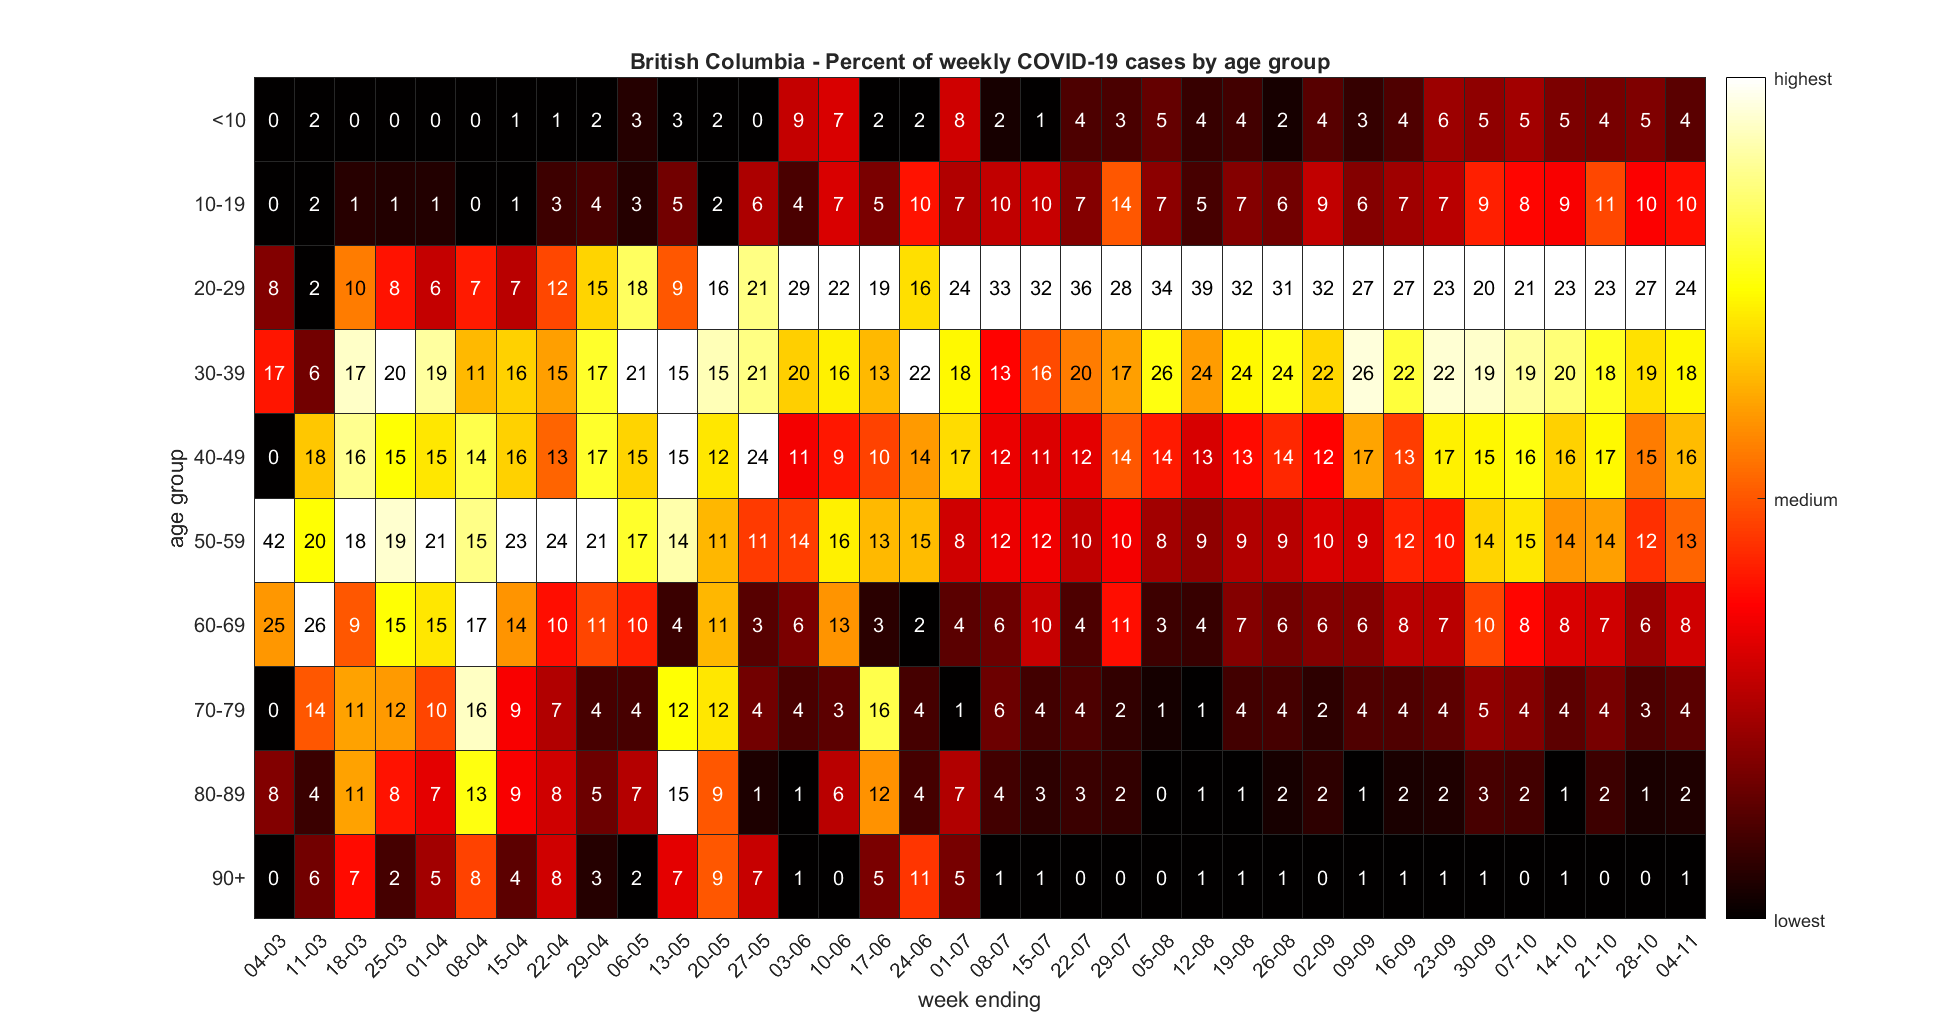 British Columbia - Percent of weekly COVID-19 cases by age group
highest
<10 0 2 0 0 0 0 1 1 2 3 3 2 0 9 7 2 2 8 2 1 4 3 5 4 4 2 4 3 4 6 5 5 5 4 5 4
10-19 0 2 1 1 1 0 1 3 4 3 5 2 6 4 7 5 10 7 10 10 7 14 7 5 7 6 9 6 7 7 9 8 9 11 10 10
20-29 8 2 10 8 6 7 7 12 15 18 9 16 21 29 22 19 16 24 33 32 36 28 34 39 32 31 32 27 27 23 20 21 23 23 27 24
30-39 17 6 17 20 19 11 16 15 17 21 15 15 21 20 16 13 22 18 13 16 20 17 26 24 24 24 22 26 22 22 19 19 20 18 19 18
40-49 0 18 16 15 15 14 16 13 17 15 15 12 24 11 9 10 14 17 12 11 12 14 14 13 13 14 12 17 13 17 15 16 16 17 15 16
age group
medium
50-59 42 20 18 19 21 15 23 24 21 17 14 11 11 14 16 13 15 8 12 12 10 10 8 9 9 9 10 9 12 10 14 15 14 14 12 13
60-69 25 26 9 15 15 17 14 10 11 10 4 11 3 6 13 3 2 4 6 10 4 11 3 4 7 6 6 6 8 7 10 8 8 7 6 8
70-79 0 14 11 12 10 16 9 7 4 4 12 12 4 4 3 16 4 1 6 4 4 2 1 1 4 4 2 4 4 4 5 4 4 4 3 4
80-89 8 4 11 8 7 13 9 8 5 7 15 9 1 1 6 12 4 7 4 3 3 2 0 1 1 2 2 1 2 2 3 2 1 2 1 2
90+ 0 6 7 2 5 8 4 8 3 2 7 9 7 1 0 5 11 5 1 1 0 0 0 1 1 1 0 1 1 1 1 0 1 0 0 1
lowest
04-03 11-03 18-03 25-03 01-04 08-04 15-04 22-04 29-04 06-05 13-05 20-05 27-05 03-06 10-06 17-06 24-06 01-07 08-07 15-07 22-07 29-07 05-08 12-08 19-08 26-08 02-09 09-09 16-09 23-09 30-09 07-10 14-10 21-10 28-10 04-11
week ending